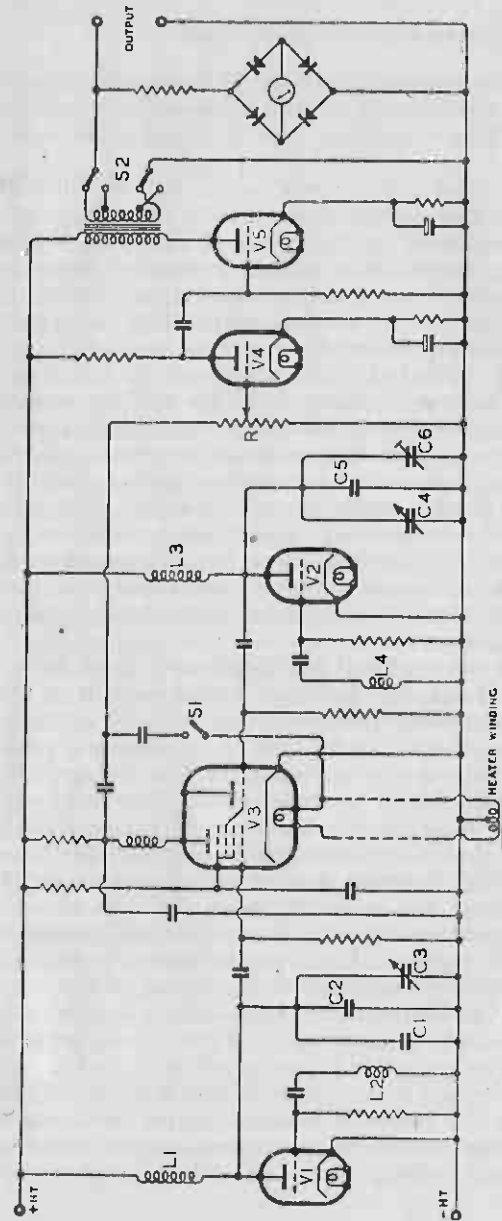 +HT
OUTPUT
S2
L1
L3
S1
V3
V4
V5
R
V1
V2
L2
L4
C1
C2
C3
C4
C5
C6
HEATER WINDING
-HT